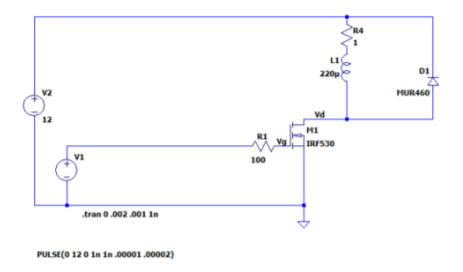 R4
1
L1
220µ
D1
MUR460
V2
12
Vd
M1
IRF530
R1
Vg
100
V1
.tran 0 .002 .001 1n
PULSE(0 12 0 1n 1n .00001 .00002)